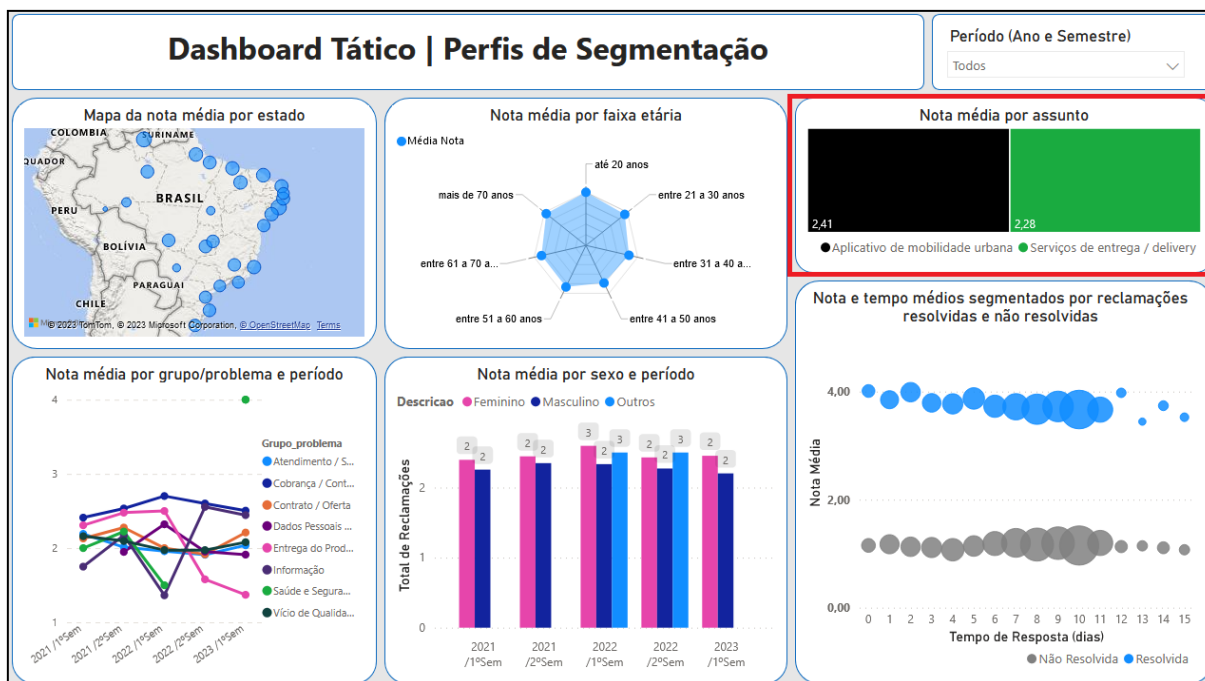 Dashboard Tático | Perfis de Segmentação
Período (Ano e Semestre)
Todos
Mapa da nota média por estado
COLOMBIA
SURINAME
QUADOR
BRASIL
PERU
BOLÍVIA
PARAGUAI
CHILE
© 2023 TomTom, © 2023 Microsoft Corporation, © OpenStreetMap Terms
Nota média por faixa etária
Média Nota
até 20 anos
mais de 70 anos
entre 21 a 30 anos
entre 61 a 70 a...
entre 31 a 40 a...
entre 51 a 60 anos
entre 41 a 50 anos
Nota média por assunto
2,41
2,28
Aplicativo de mobilidade urbana
Serviços de entrega / delivery
Nota média por grupo/problema e período
4
3
2
1
2021 /1ºSem
2021 /2ºSem
2022 /1ºSem
2022 /2ºSem
2023 /1ºSem
Grupo_problema
Atendimento / S...
Cobrança / Cont...
Contrato / Oferta
Dados Pessoais ...
Entrega do Prod...
Informação
Saúde e Segura...
Vício de Qualida...
Nota média por sexo e período
Descricao Feminino Masculino Outros
Total de Reclamações
2
1
0
2 2
2 2
3 2 3
2 2 3
2 2
2021 /1ºSem
2021 /2ºSem
2022 /1ºSem
2022 /2ºSem
2023 /1ºSem
Nota e tempo médios segmentados por reclamações
resolvidas e não resolvidas
Nota Média
4,00
2,00
0,00
0 1 2 3 4 5 6 7 8 9 10 11 12 13 14 15
Tempo de Resposta (dias)
Não Resolvida Resolvida